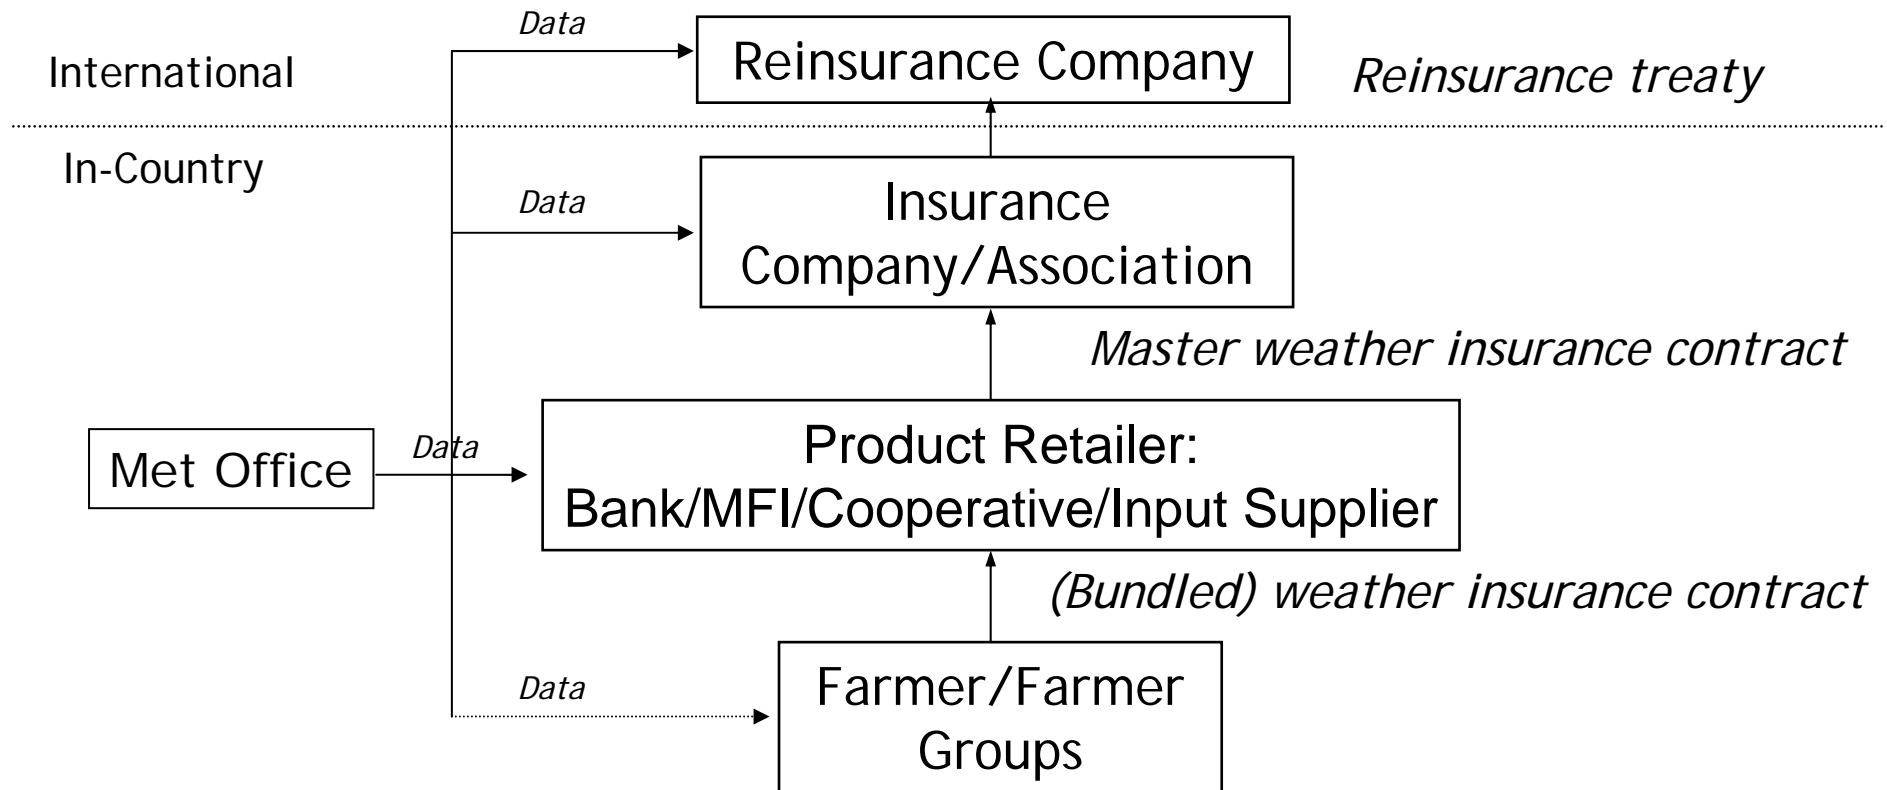 Data
International
Reinsurance Company
Reinsurance treaty
In-Country
Data
Insurance
Company/Association
Master weather insurance contract
Met Office
Data
Product Retailer:
Bank/MFI/Cooperative/Input Supplier
(Bundled) weather insurance contract
Data
Farmer/Farmer
Groups